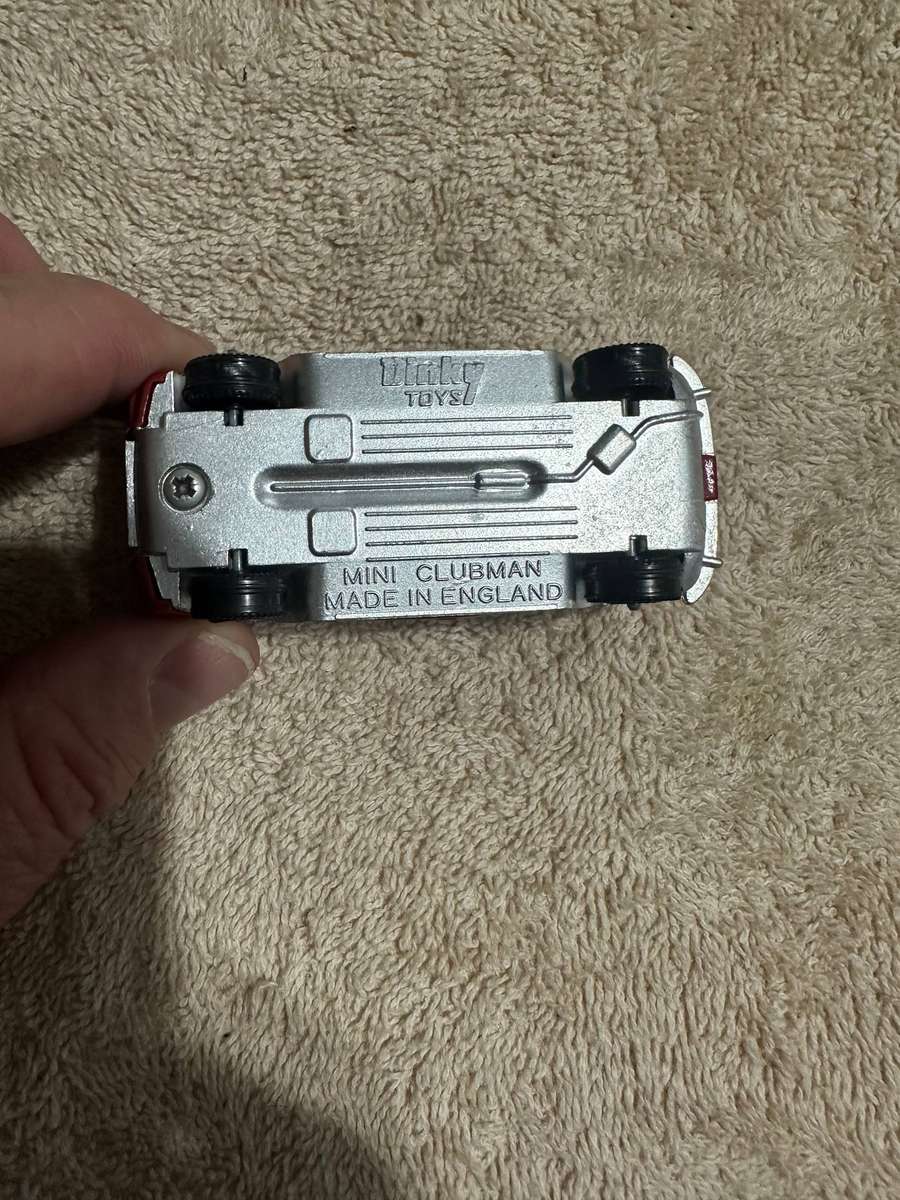 Dinky
TOYS
MINI CLUBMAN
MADE IN ENGLAND